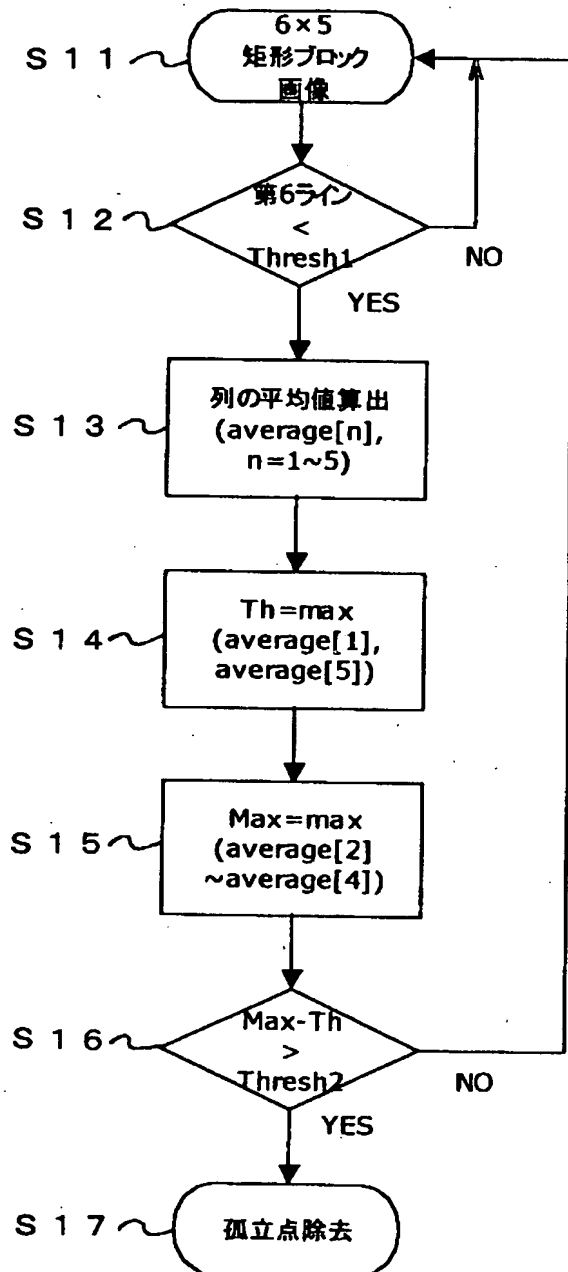 S11
6×5
矩形ブロック
画像
S12
第6ライン
<
Thresh1
NO
YES
S13
列の平均値算出
(average[n],
n=1~5)
S14
Th=max
(average[1],
average[5])
S15
Max=max
(average[2]
~average[4])
S16
Max-Th
>
Thresh2
NO
YES
S17
孤立点除去